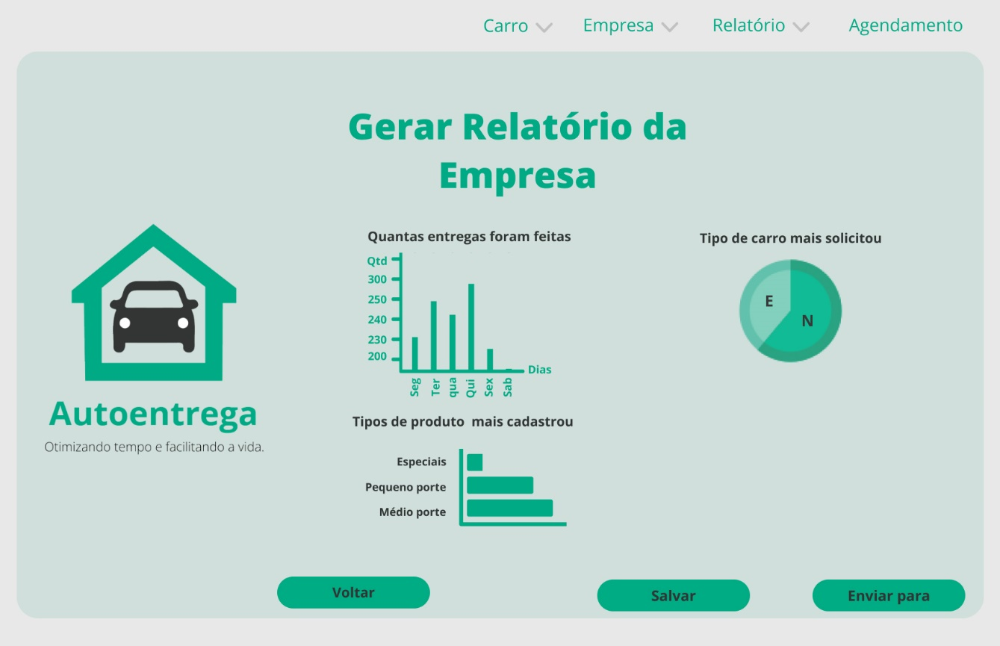 Carro
Empresa
Relatório
Agendamento
Gerar Relatório da
Empresa
Autoentrega
Otimizando tempo e facilitando a vida.
Quantas entregas foram feitas
Qtd
300
250
240
230
200
Dias
Seg
Ter
qua
Qui
Sex
Sab
Tipo de carro mais solicitou
E
N
Tipos de produto  mais cadastrou
Especiais
Pequeno porte
Médio porte
Voltar
Salvar
Enviar para